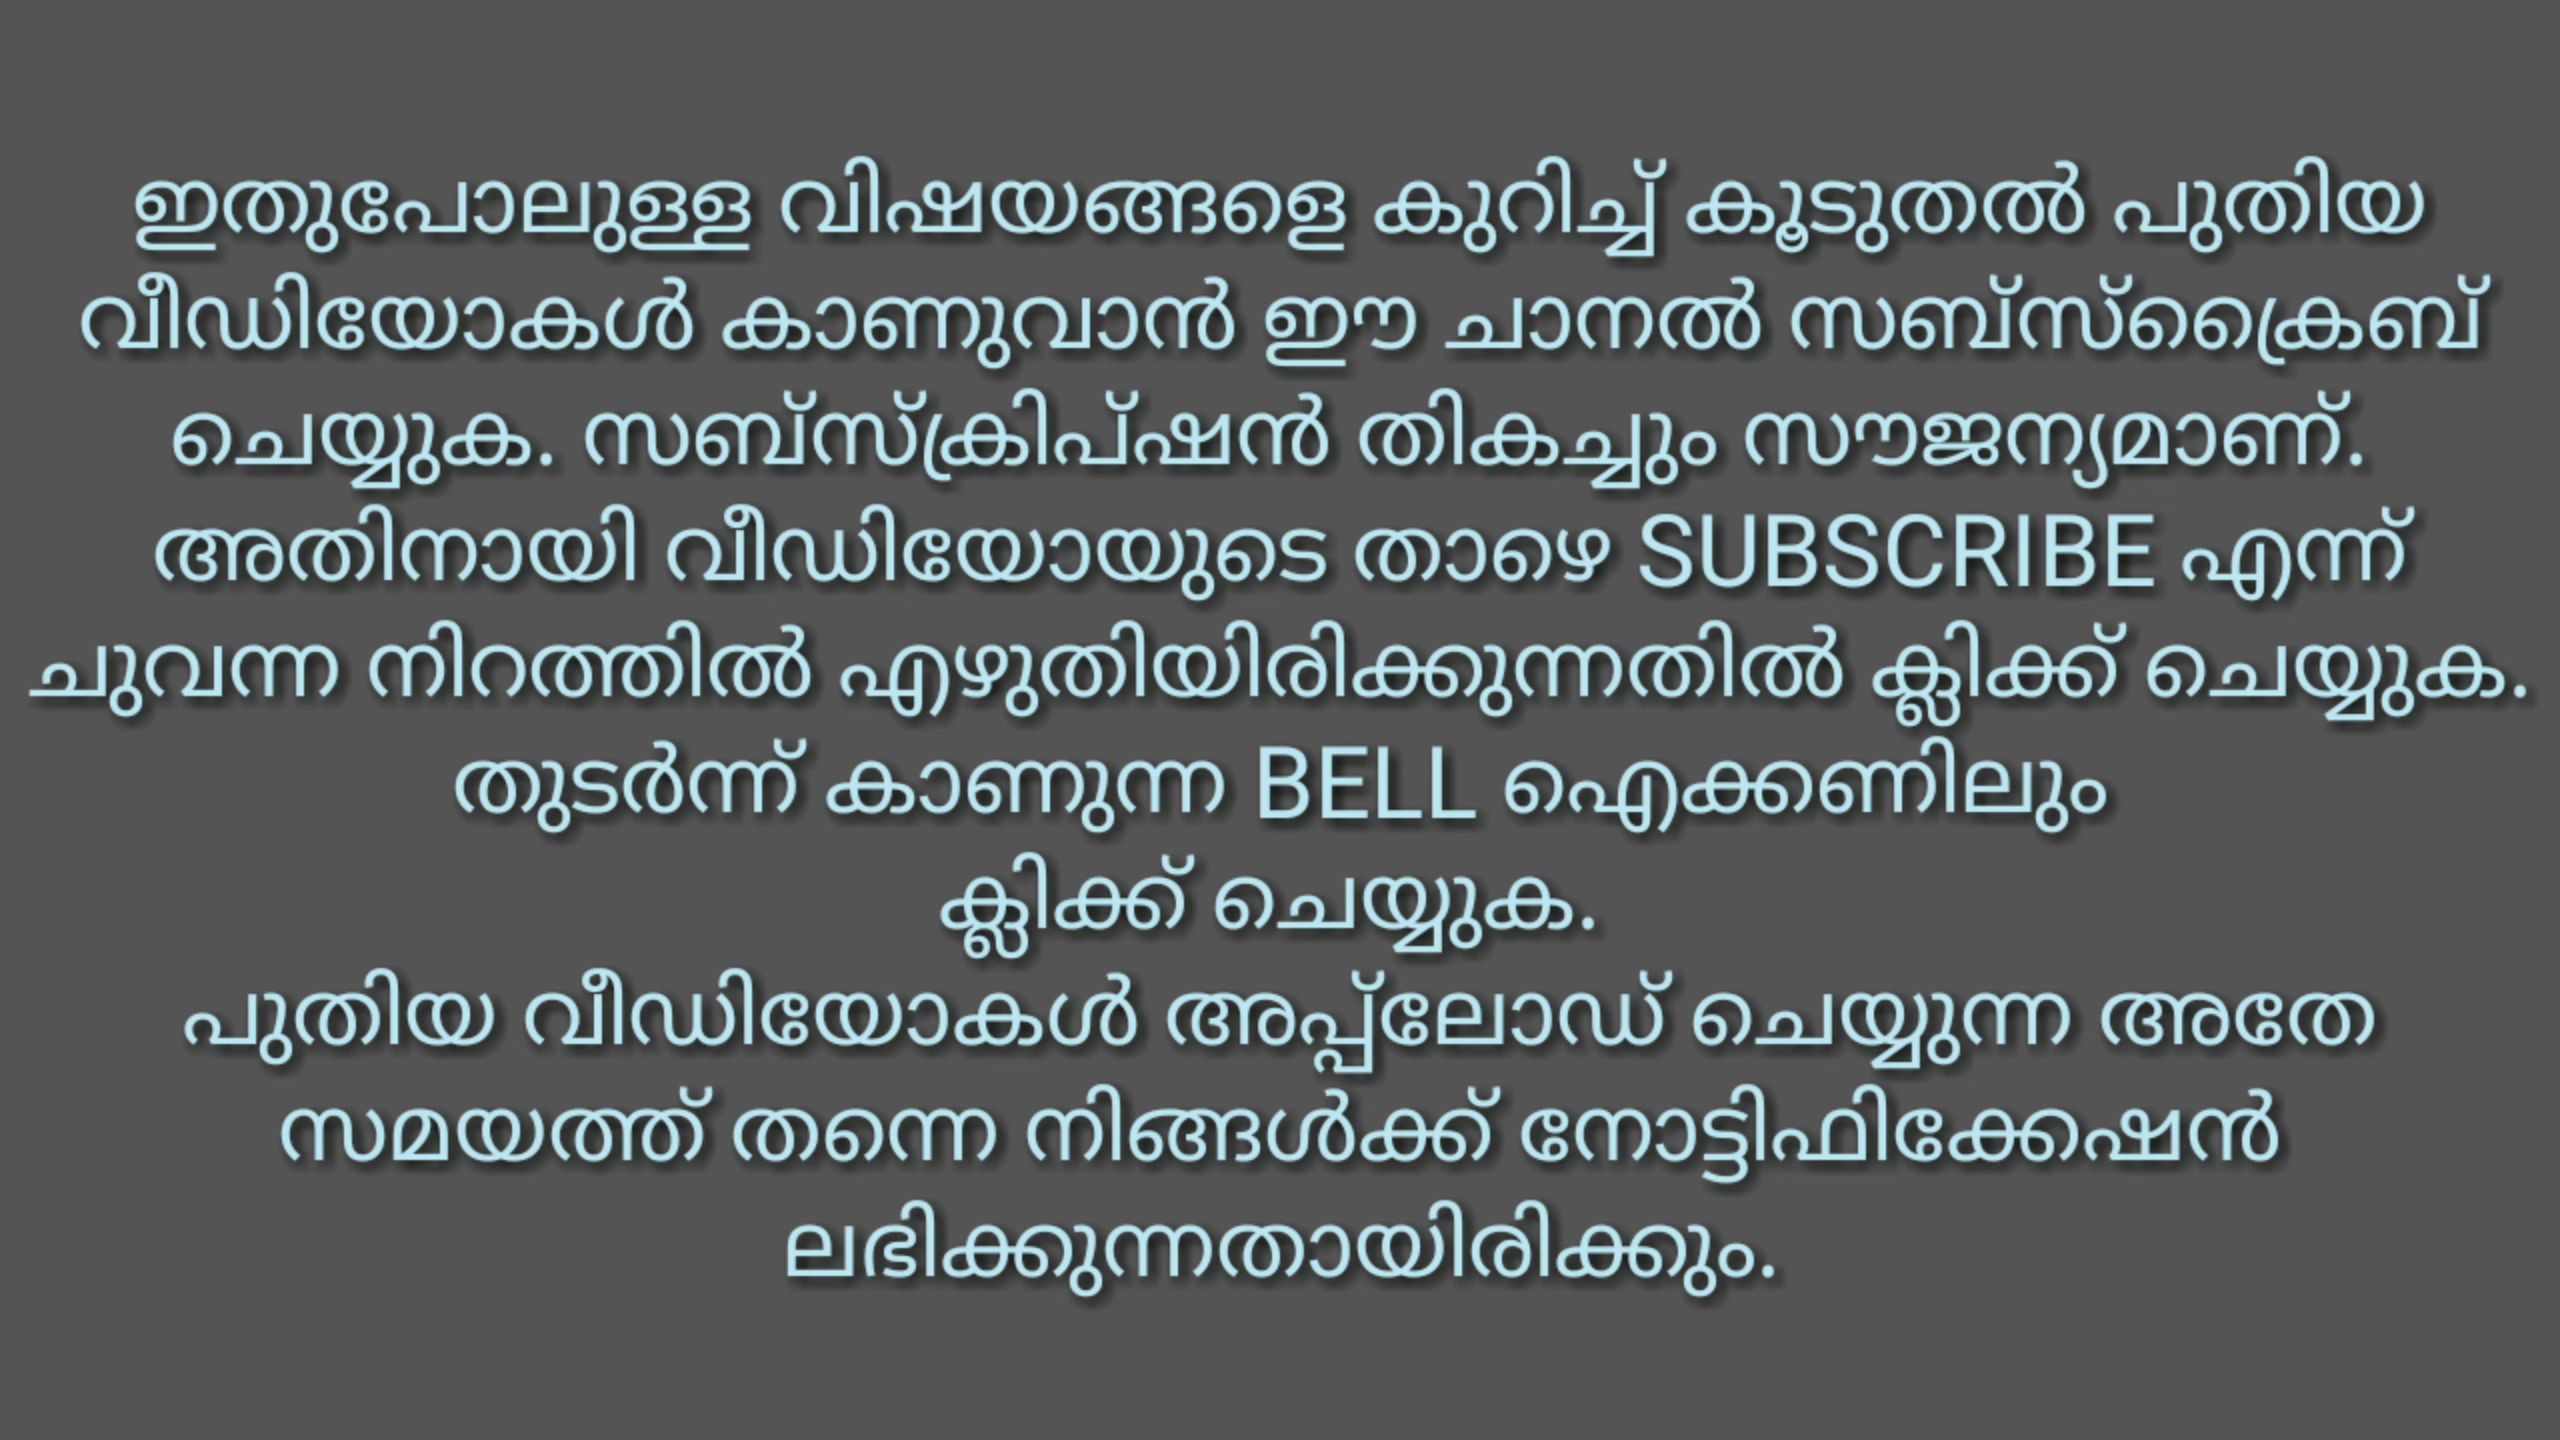 ഇതുപോലുള്ള വിഷയങ്ങളെ കുറിച്ച് കൂടുതൽ പുതിയ
വീഡിയോകൾ കാണുവാൻ ഈ ചാനൽ സബ്സ്ക്രൈബ്
ചെയ്യുക. സബ്സ്ക്രിപ്ഷൻ തികച്ചും സൗജന്യമാണ്.
അതിനായി വീഡിയോയുടെ താഴെ SUBSCRIBE എന്ന്
ചുവന്ന നിറത്തിൽ എഴുതിയിരിക്കുന്നതിൽ ക്ലിക്ക് ചെയ്യുക.
തുടർന്ന് കാണുന്ന BELL ഐക്കണിലും
ക്ലിക്ക് ചെയ്യുക.
പുതിയ വീഡിയോകൾ അപ്പ്‌ലോഡ് ചെയ്യുന്ന അതേ
സമയത്ത് തന്നെ നിങ്ങൾക്ക് നോട്ടിഫിക്കേഷൻ
ലഭിക്കുന്നതായിരിക്കും.